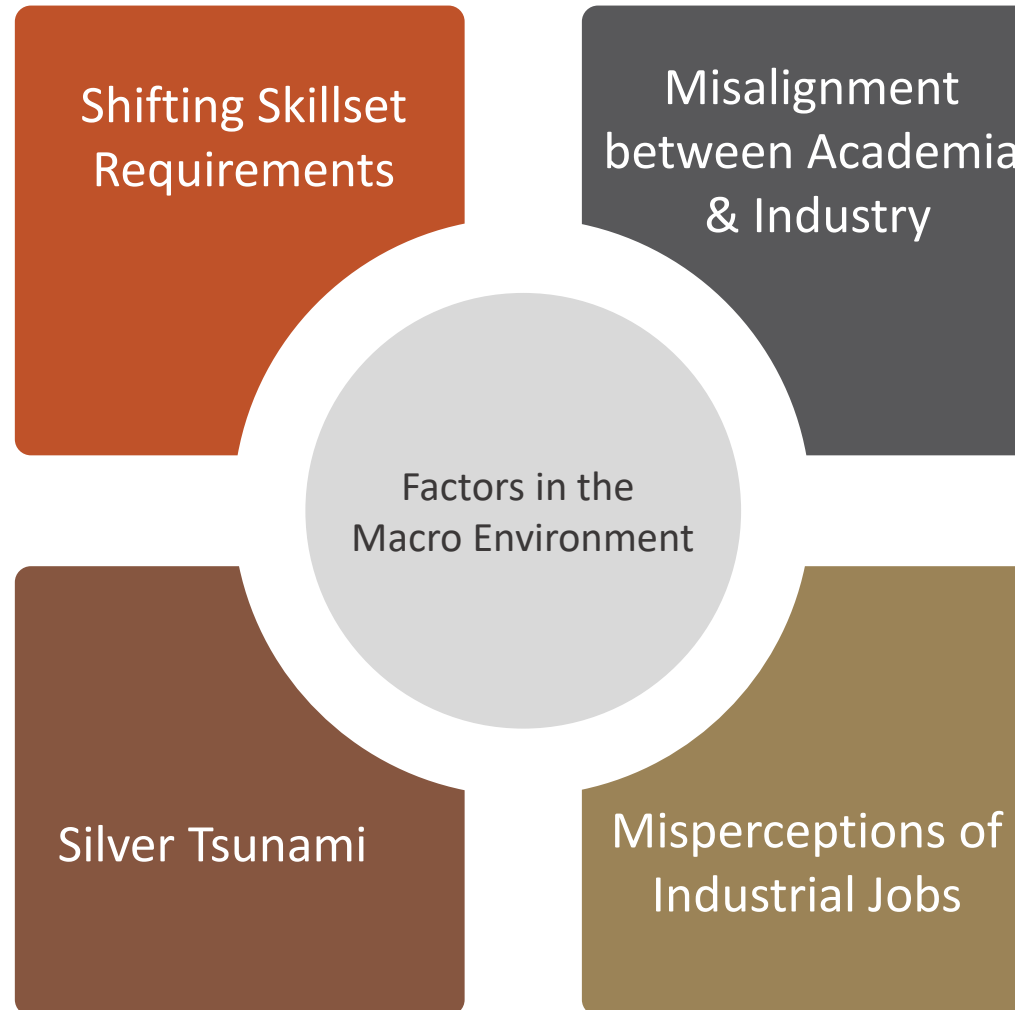 Shifting Skillset
Requirements
Misalignment
between Academia
& Industry
Factors in the
Macro Environment
Silver Tsunami
Misperceptions of
Industrial Jobs